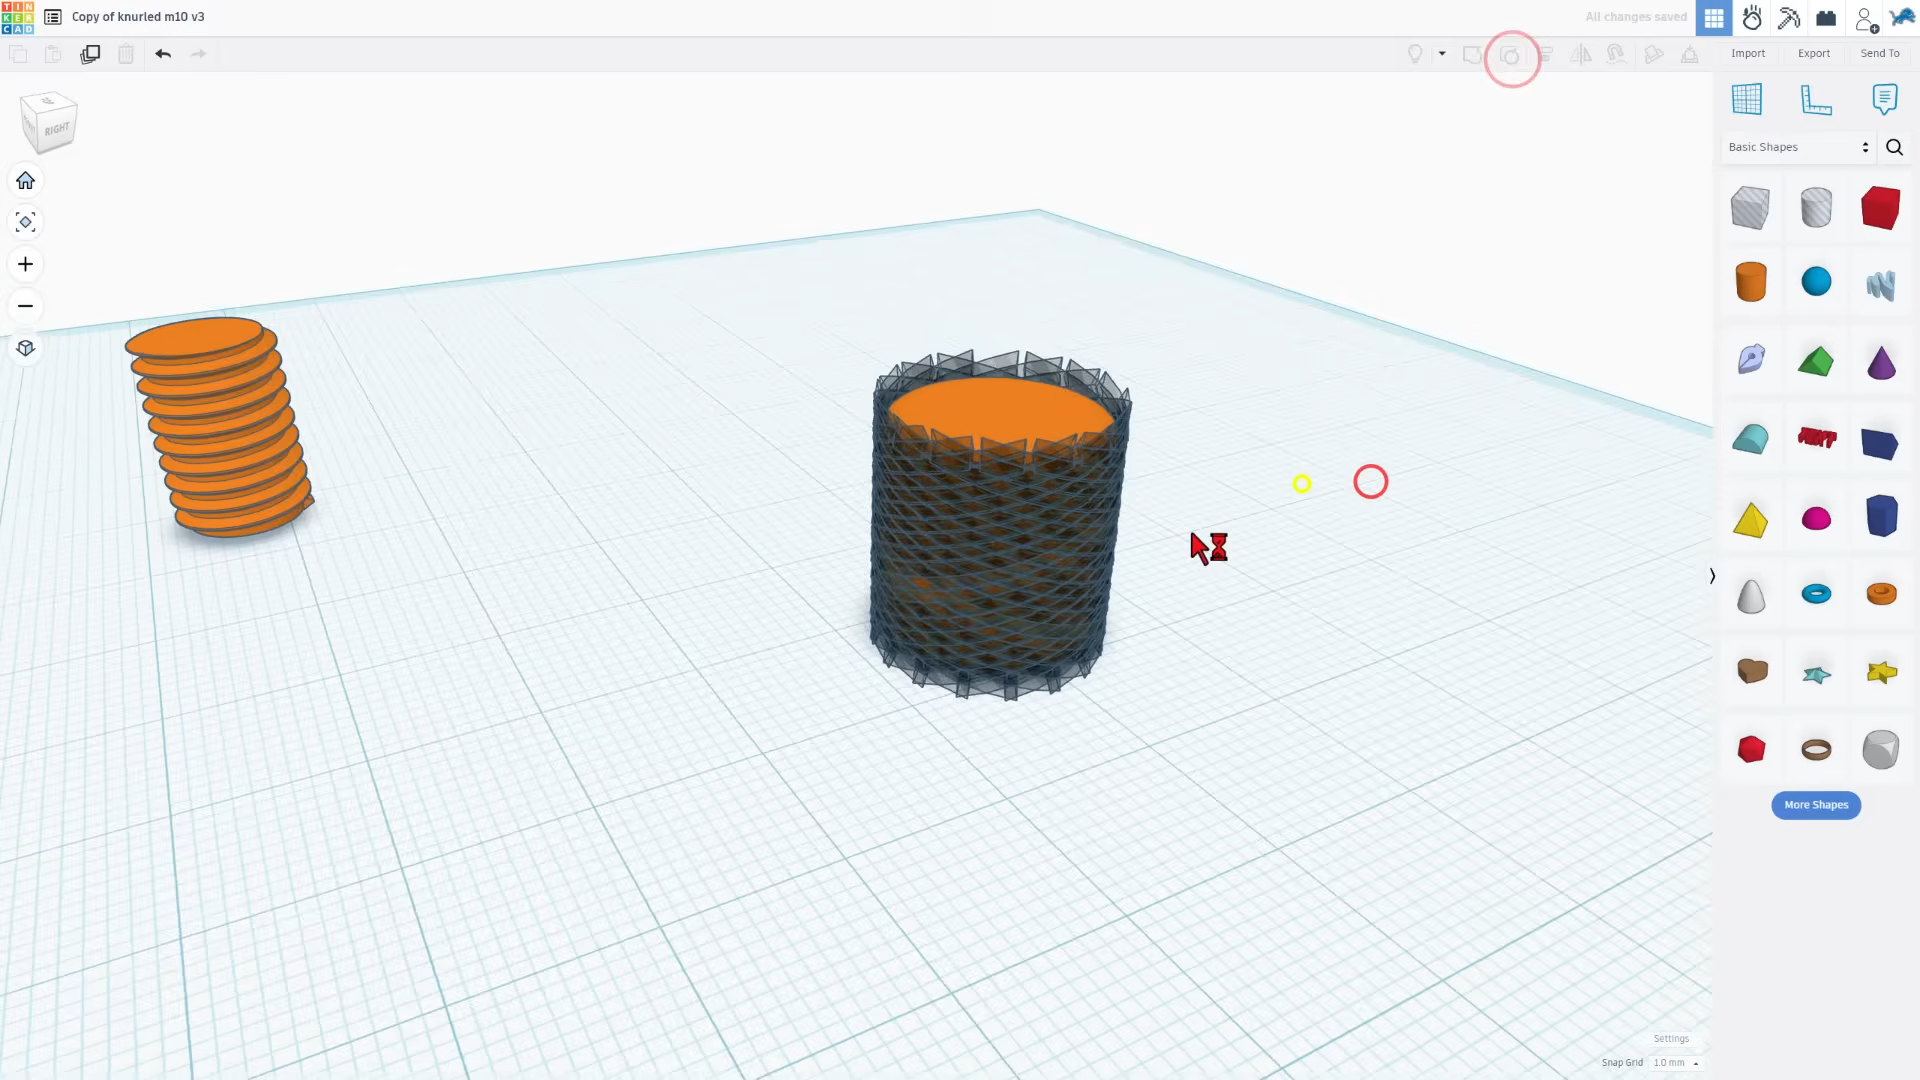 TIN
KER
CAD
Copy of knurled m10 v3
All changes saved
Import
Export
Send To
RIGHT
Basic Shapes
More Shapes
Settings
Snap Grid 1.0 mm